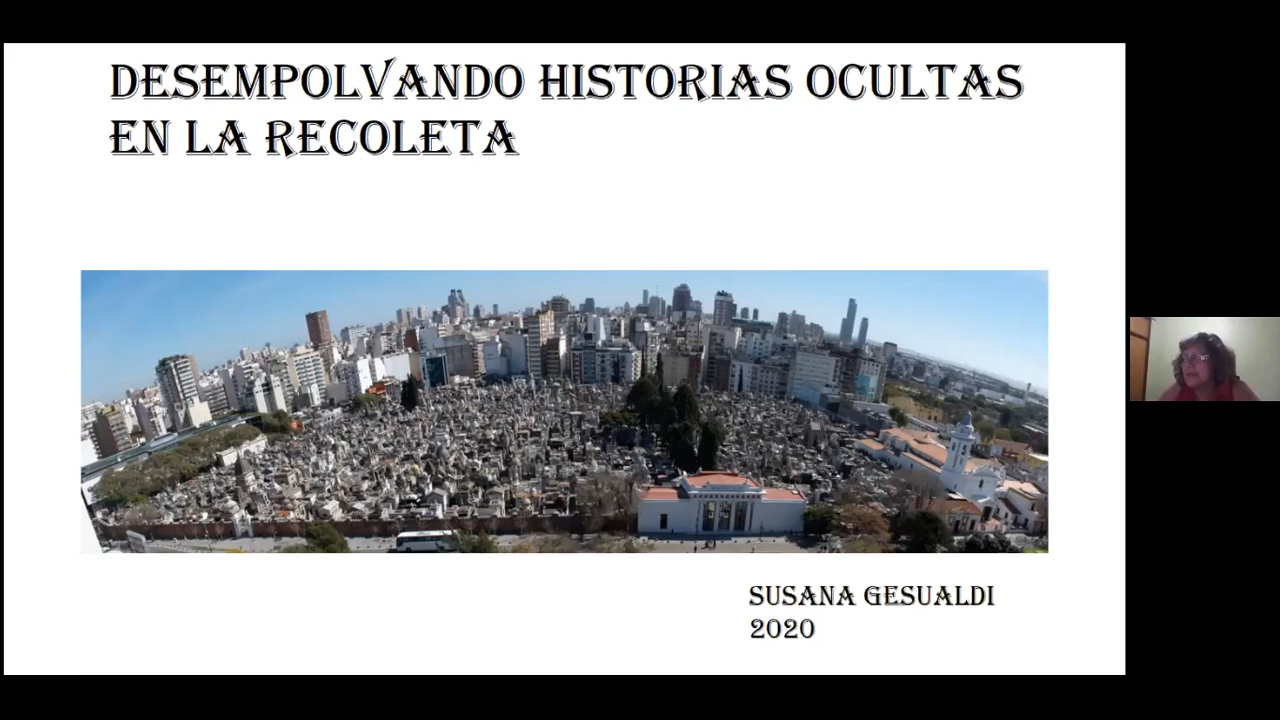 DESEMPOLVANDO HISTORIAS OCULTAS
EN LA RECOLETA
SUSANA GESUALDI
2020